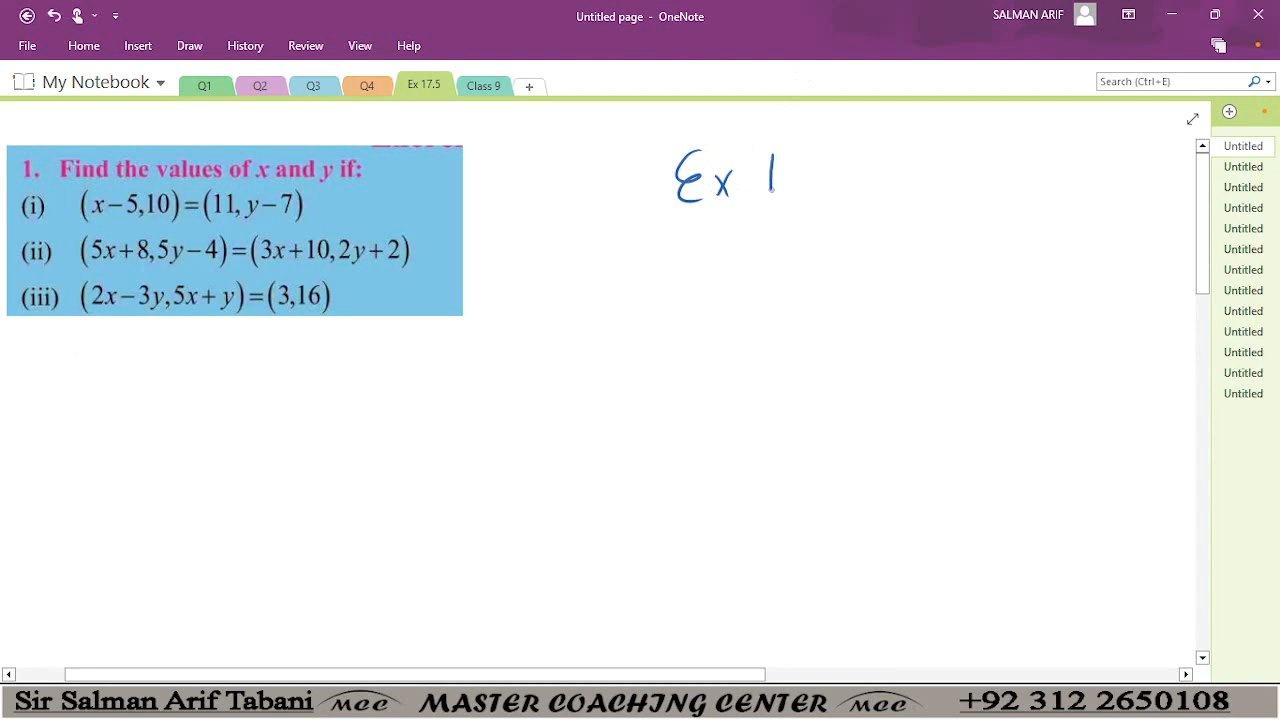 Untitled page - OneNote
SALMAN ARIF
File Home Insert Draw History Review View Help
My Notebook Q1 Q2 Q3 Q4 Ex 17.5 Class 9 +
Search (Ctrl+E)
1. Find the values of x and y if:
(i) (x−5,10)=(11, y−7)
(ii) (5x+8,5y−4)=(3x+10,2y+2)
(iii) (2x−3y,5x+y)=(3,16)
Ex 1
Untitled
Untitled
Untitled
Untitled
Untitled
Untitled
Untitled
Untitled
Untitled
Untitled
Untitled
Untitled
Untitled
Sir Salman Arif Tabani mcc MASTER COACHING CENTER mcc +92 312 2650108